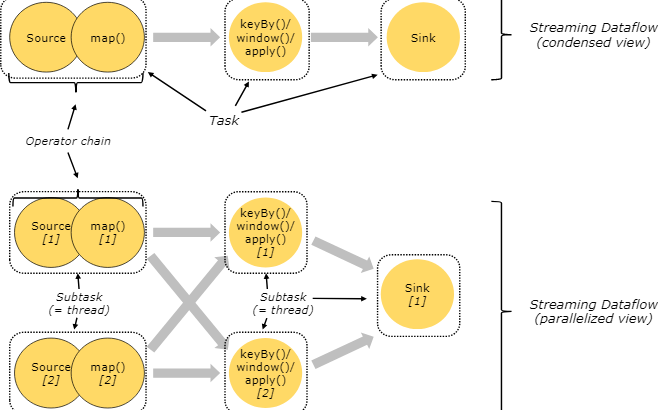 Source
map()
keyBy()/
window()/
apply()
Sink
Streaming Dataflow
(condensed view)
Task
Operator chain
Source
[1]
map()
[1]
keyBy()/
window()/
apply()
[1]
Sink
[1]
Subtask
(= thread)
Subtask
(= thread)
Streaming Dataflow
(parallelized view)
Source
[2]
map()
[2]
keyBy()/
window()/
apply()
[2]